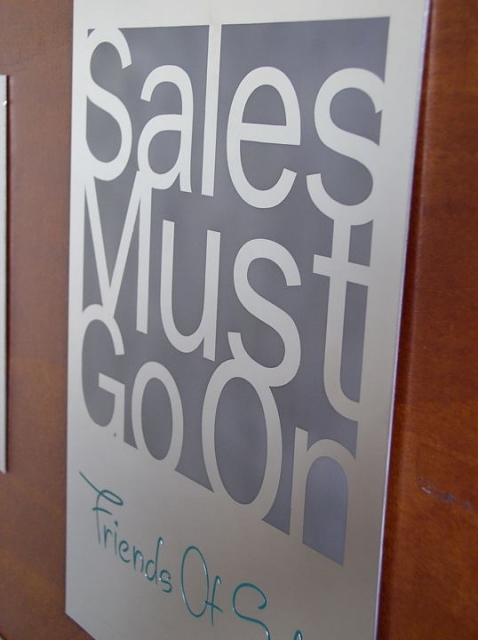 Sales
Must
Go On
Friends Of